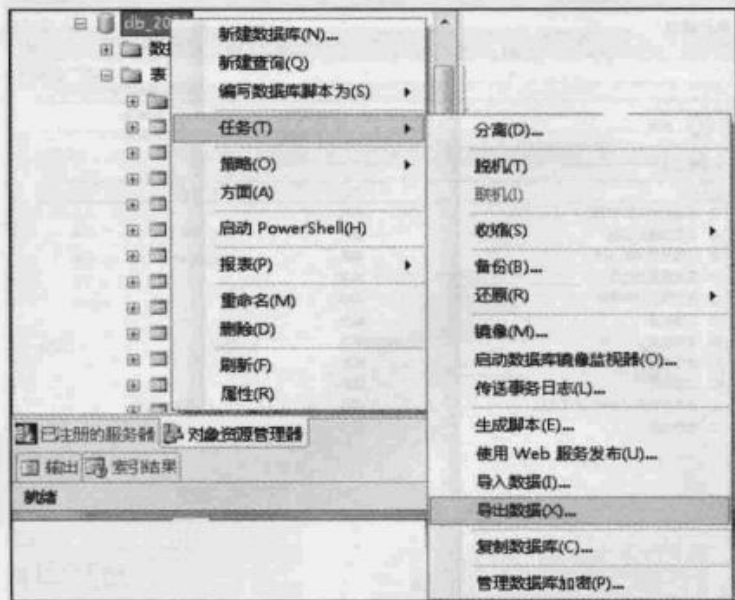 db_20
数据
表
新建数据库(N)...
新建查询(Q)
编写数据库脚本为(S)
任务(T)
策略(O)
方面(A)
启动 PowerShell(H)
报表(P)
重命名(M)
删除(D)
刷新(F)
属性(R)
分离(D)...
脱机(T)
联机(I)
收缩(S)
备份(B)...
还原(R)
镜像(M)...
启动数据库镜像监视器(O)...
传送事务日志(L)...
生成脚本(E)...
使用 Web 服务发布(U)...
导入数据(I)...
导出数据(X)...
复制数据库(C)...
管理数据库加密(P)...
已注册的服务器
对象资源管理器
输出
索引结果
就绪